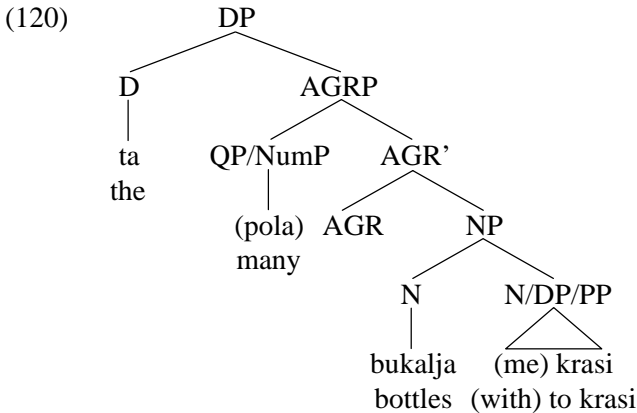 (120) DP
D AGRP
ta QP/NumP AGR’
the
(pola) AGR NP
many
N N/DP/PP
bukalja (me) krasi
bottles (with) to krasi